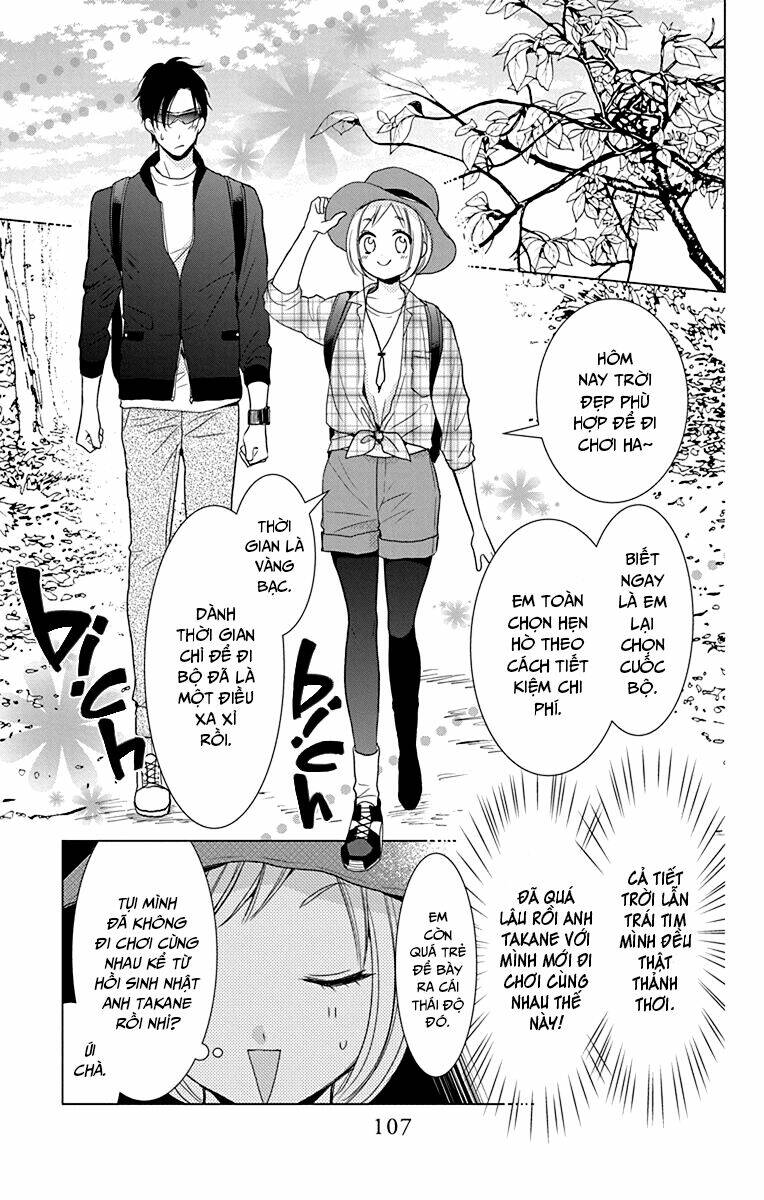 HÔM
NAY TRỜI
ĐẸP PHÙ
HỢP ĐỂ ĐI
CHƠI HA~
BIẾT
NGAY
LÀ EM
LẠI
CHỌN
CUỐC
BỘ.
EM TOÀN
CHỌN HẸN
HÒ THEO
CÁCH TIẾT
KIỆM CHI
PHÍ.
THỜI
GIAN LÀ
VÀNG
BẠC.
DÀNH
THỜI GIAN
CHỈ ĐỂ ĐI
BỘ ĐÃ LÀ
MỘT ĐIỀU
XA XỈ
RỒI.
bịch
bịch
CẢ TIẾT
TRỜI LẪN
TRÁI TIM
MÌNH ĐỀU
THẬT
THẢNH
THƠI.
ĐÃ QUÁ
LÂU RỒI ANH
TAKANE VỚI
MÌNH MỚI ĐI
CHƠI CÙNG
NHAU THẾ
NÀY!
EM
CÒN
QUÁ TRẺ
ĐỂ BÀY
RA CÁI
THÁI ĐỘ
ĐÓ.
TỤI MÌNH
ĐÃ KHÔNG
ĐI CHƠI CÙNG
NHAU KỂ TỪ
HỒI SINH NHẬT
ANH TAKANE
RỒI NHỈ?
ÚI
CHÀ.
107